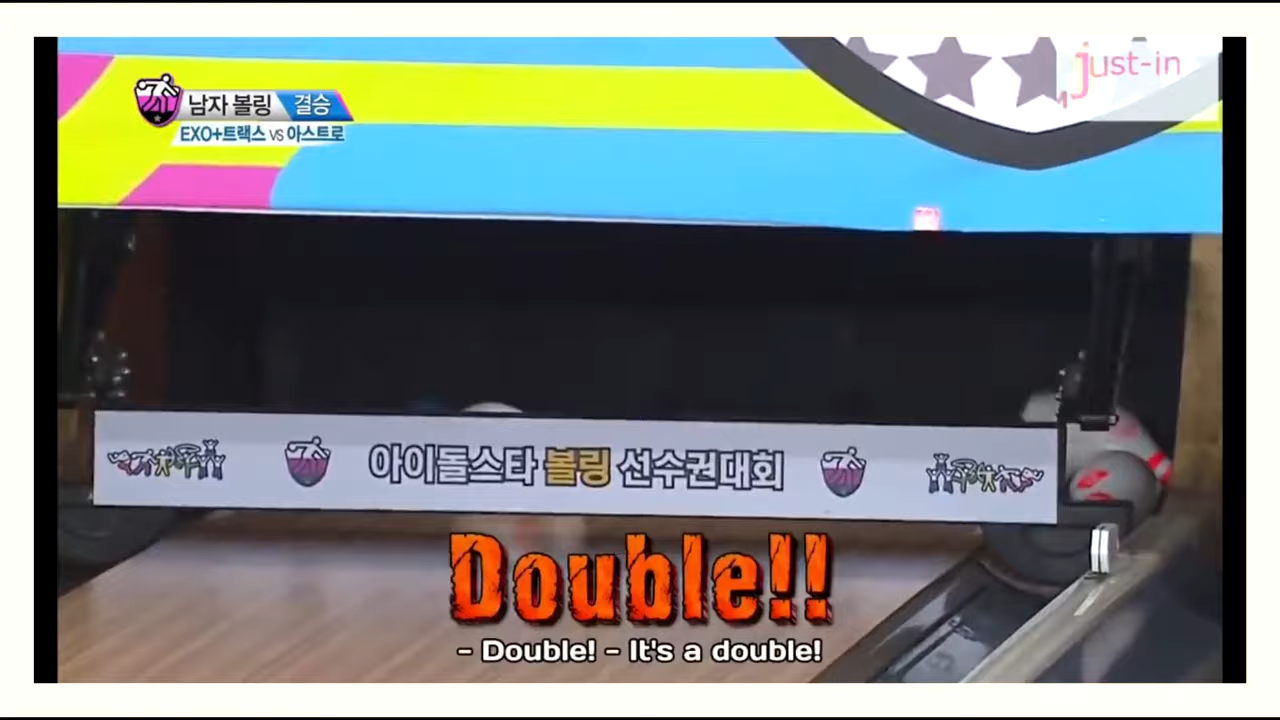 just-in
남자 볼링 결승
EXO+트랙스 VS 아스트로
아이돌스타 볼링 선수권대회
Double!!
- Double! - It's a double!